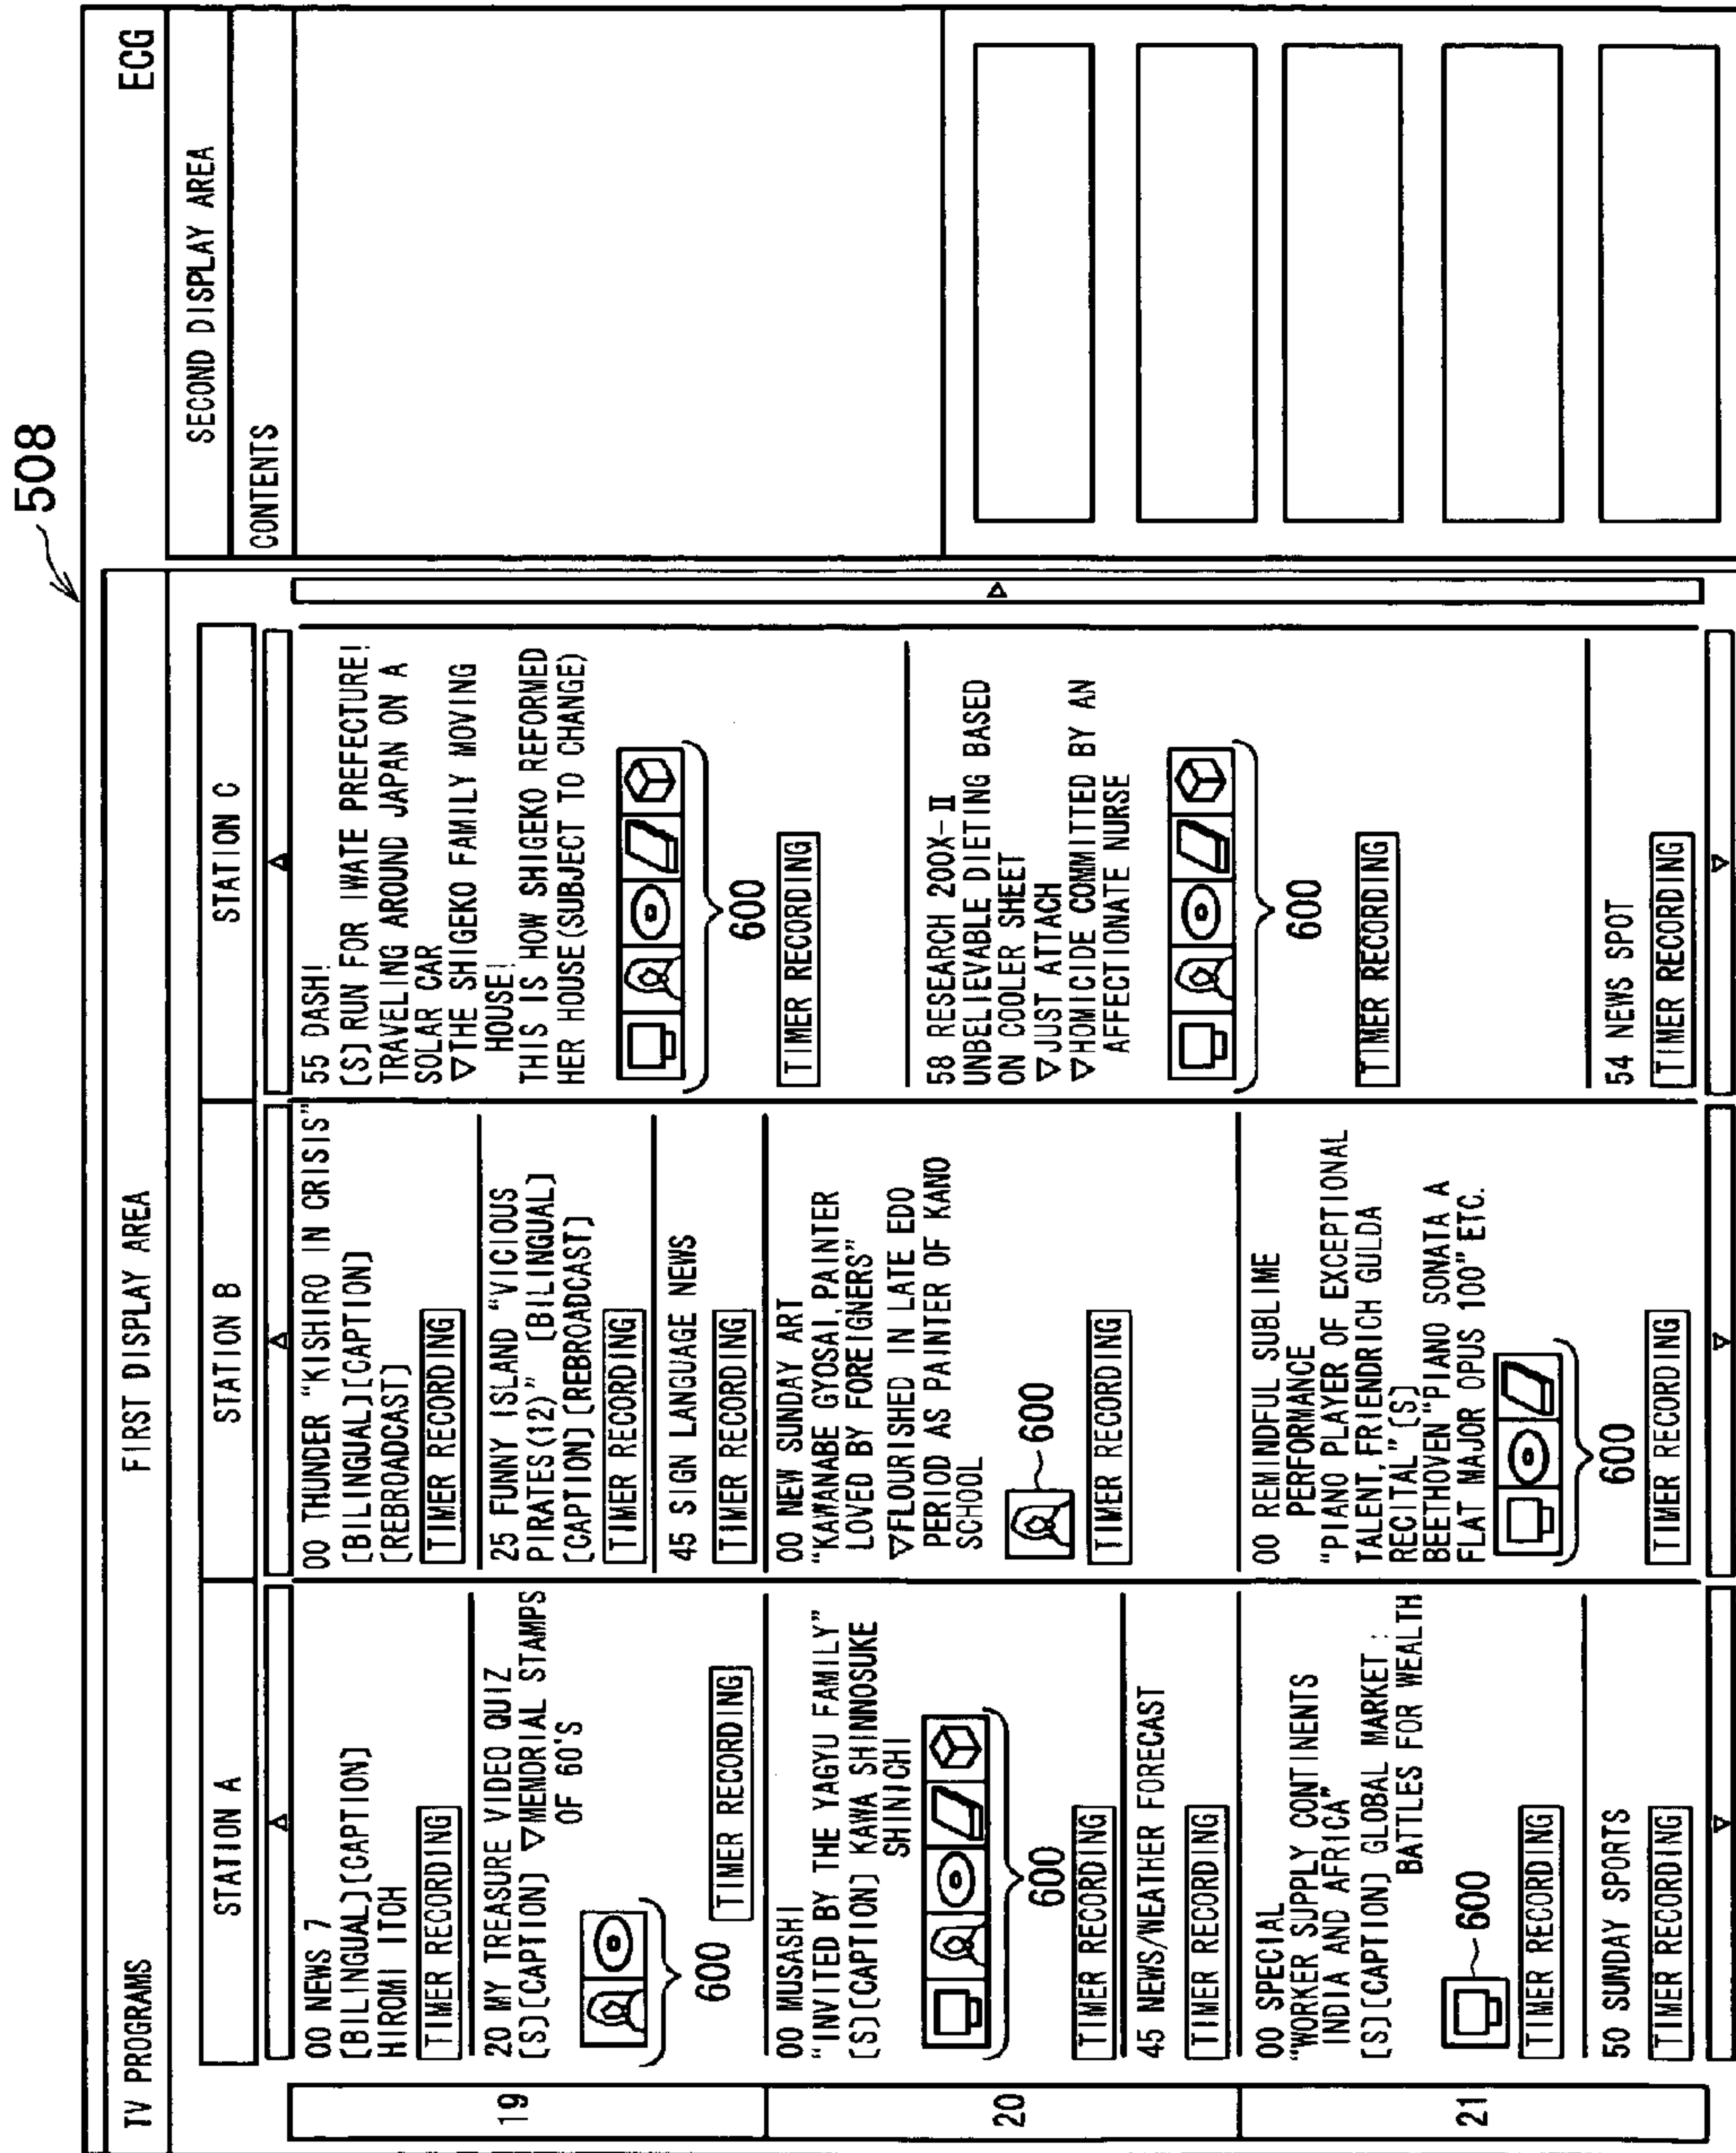 508
TV PROGRAMS
ECG
FIRST DISPLAY AREA
SECOND DISPLAY AREA
CONTENTS
STATION A
STATION B
STATION C
19
20
21
00 NEWS 7
[BILINGUAL][CAPTION]
HIROMI ITOH
TIMER RECORDING
20 MY TREASURE VIDEO QUIZ
[S][CAPTION] ▽MEMORIAL STAMPS
OF 60'S
600
TIMER RECORDING
00 MUSASHI
"INVITED BY THE YAGYU FAMILY"
[S][CAPTION] KAWA SHINNOSUKE
SHINICHI
600
TIMER RECORDING
45 NEWS/WEATHER FORECAST
TIMER RECORDING
00 SPECIAL
"WORKER SUPPLY CONTINENTS
INDIA AND AFRICA"
[S][CAPTION] GLOBAL MARKET:
BATTLES FOR WEALTH
600
TIMER RECORDING
50 SUNDAY SPORTS
TIMER RECORDING
00 THUNDER "KISHIRO IN CRISIS"
[BILINGUAL][CAPTION]
[REBROADCAST]
TIMER RECORDING
25 FUNNY ISLAND "VICIOUS
PIRATES(12)" [BILINGUAL]
[CAPTION][REBROADCAST]
TIMER RECORDING
45 SIGN LANGUAGE NEWS
TIMER RECORDING
00 NEW SUNDAY ART
"KAWANABE GYOSAI, PAINTER
LOVED BY FOREIGNERS"
▽FLOURISHED IN LATE EDO
PERIOD AS PAINTER OF KANO
SCHOOL
600
TIMER RECORDING
00 REMINDFUL SUBLIME
PERFORMANCE
"PIANO PLAYER OF EXCEPTIONAL
TALENT, FRIENDRICH GULDA
RECITAL"[S]
BEETHOVEN "PIANO SONATA A
FLAT MAJOR OPUS 100" ETC.
600
TIMER RECORDING
55 DASH!
[S] RUN FOR IWATE PREFECTURE!
TRAVELING AROUND JAPAN ON A
SOLAR CAR
▽THE SHIGEKO FAMILY MOVING
HOUSE!
THIS IS HOW SHIGEKO REFORMED
HER HOUSE(SUBJECT TO CHANGE)
600
TIMER RECORDING
58 RESEARCH 200X-II
UNBELIEVABLE DIETING BASED
ON COOLER SHEET
▽JUST ATTACH
▽HOMICIDE COMMITTED BY AN
AFFECTIONATE NURSE
600
TIMER RECORDING
54 NEWS SPOT
TIMER RECORDING